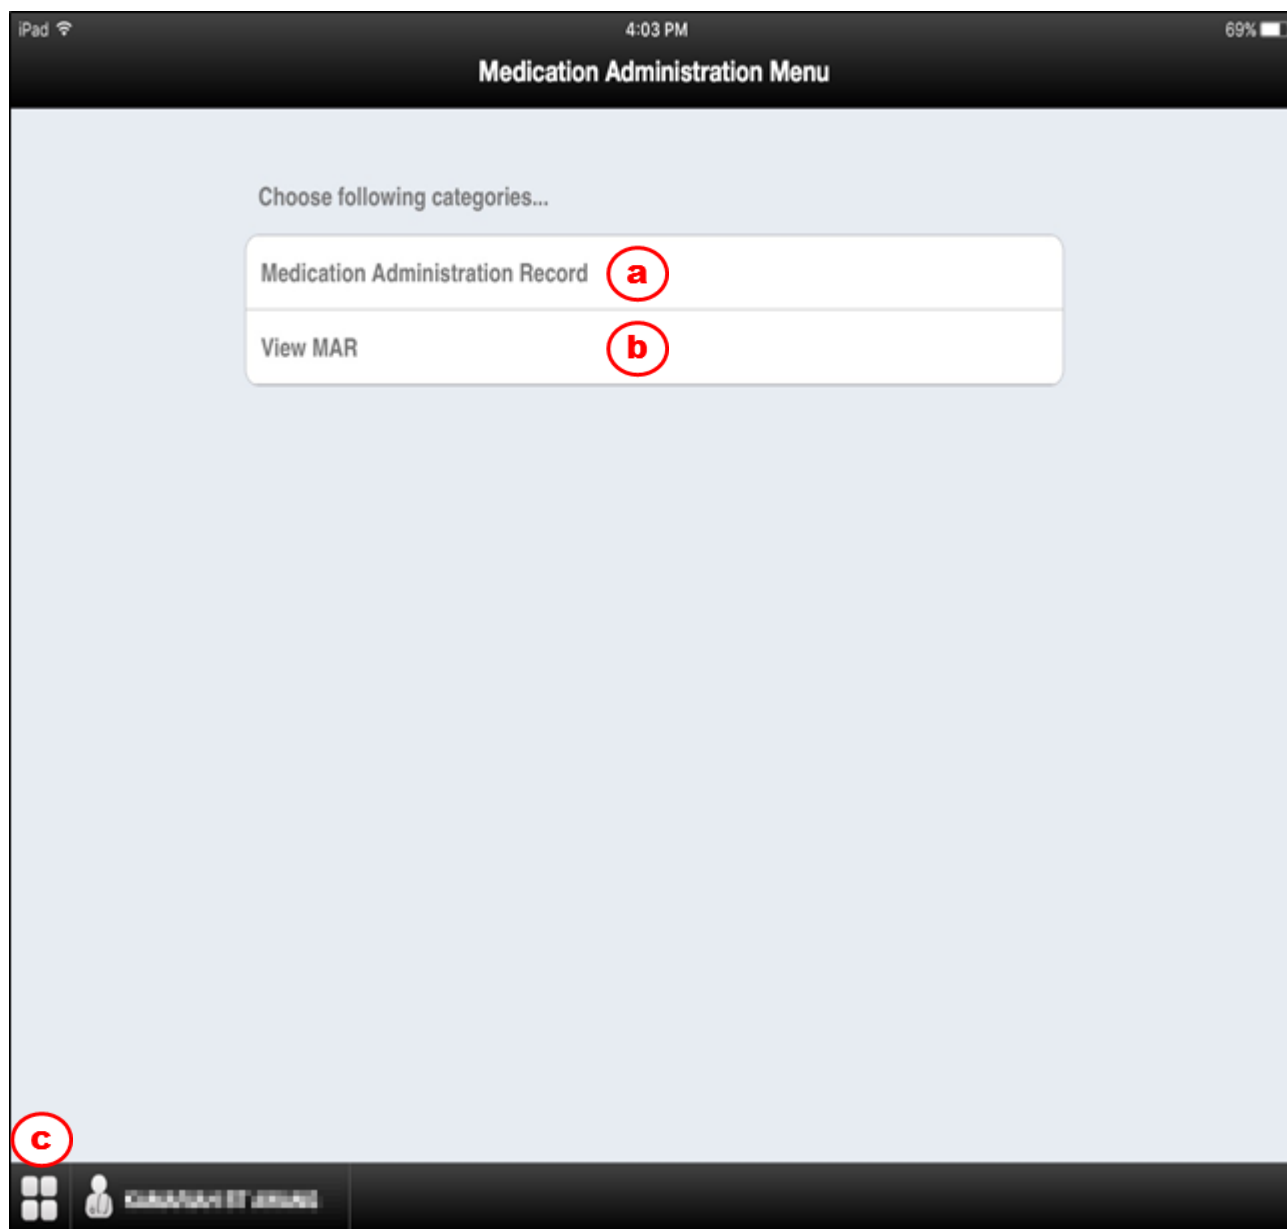 iPad 4:03 PM 69%
Medication Administration Menu
Choose following categories...
Medication Administration Record a
View MAR b
c